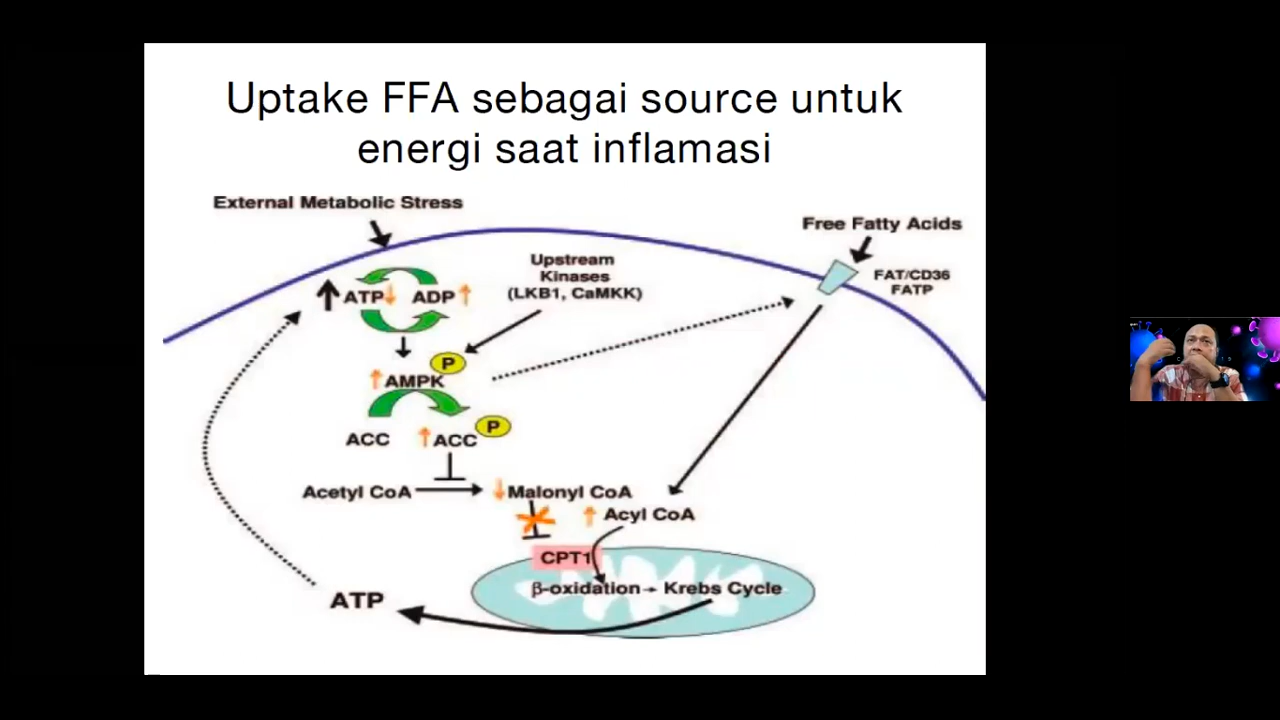 Uptake FFA sebagai source untuk
energi saat inflamasi
External Metabolic Stress
Free Fatty Acids
Upstream
Kinases
(LKB1, CaMKK)
FAT/CD36
FATP
ATP ADP
P
AMPK
P
ACC ACC
Acetyl CoA Malonyl CoA
Acyl CoA
CPT1
β-oxidation Krebs Cycle
ATP